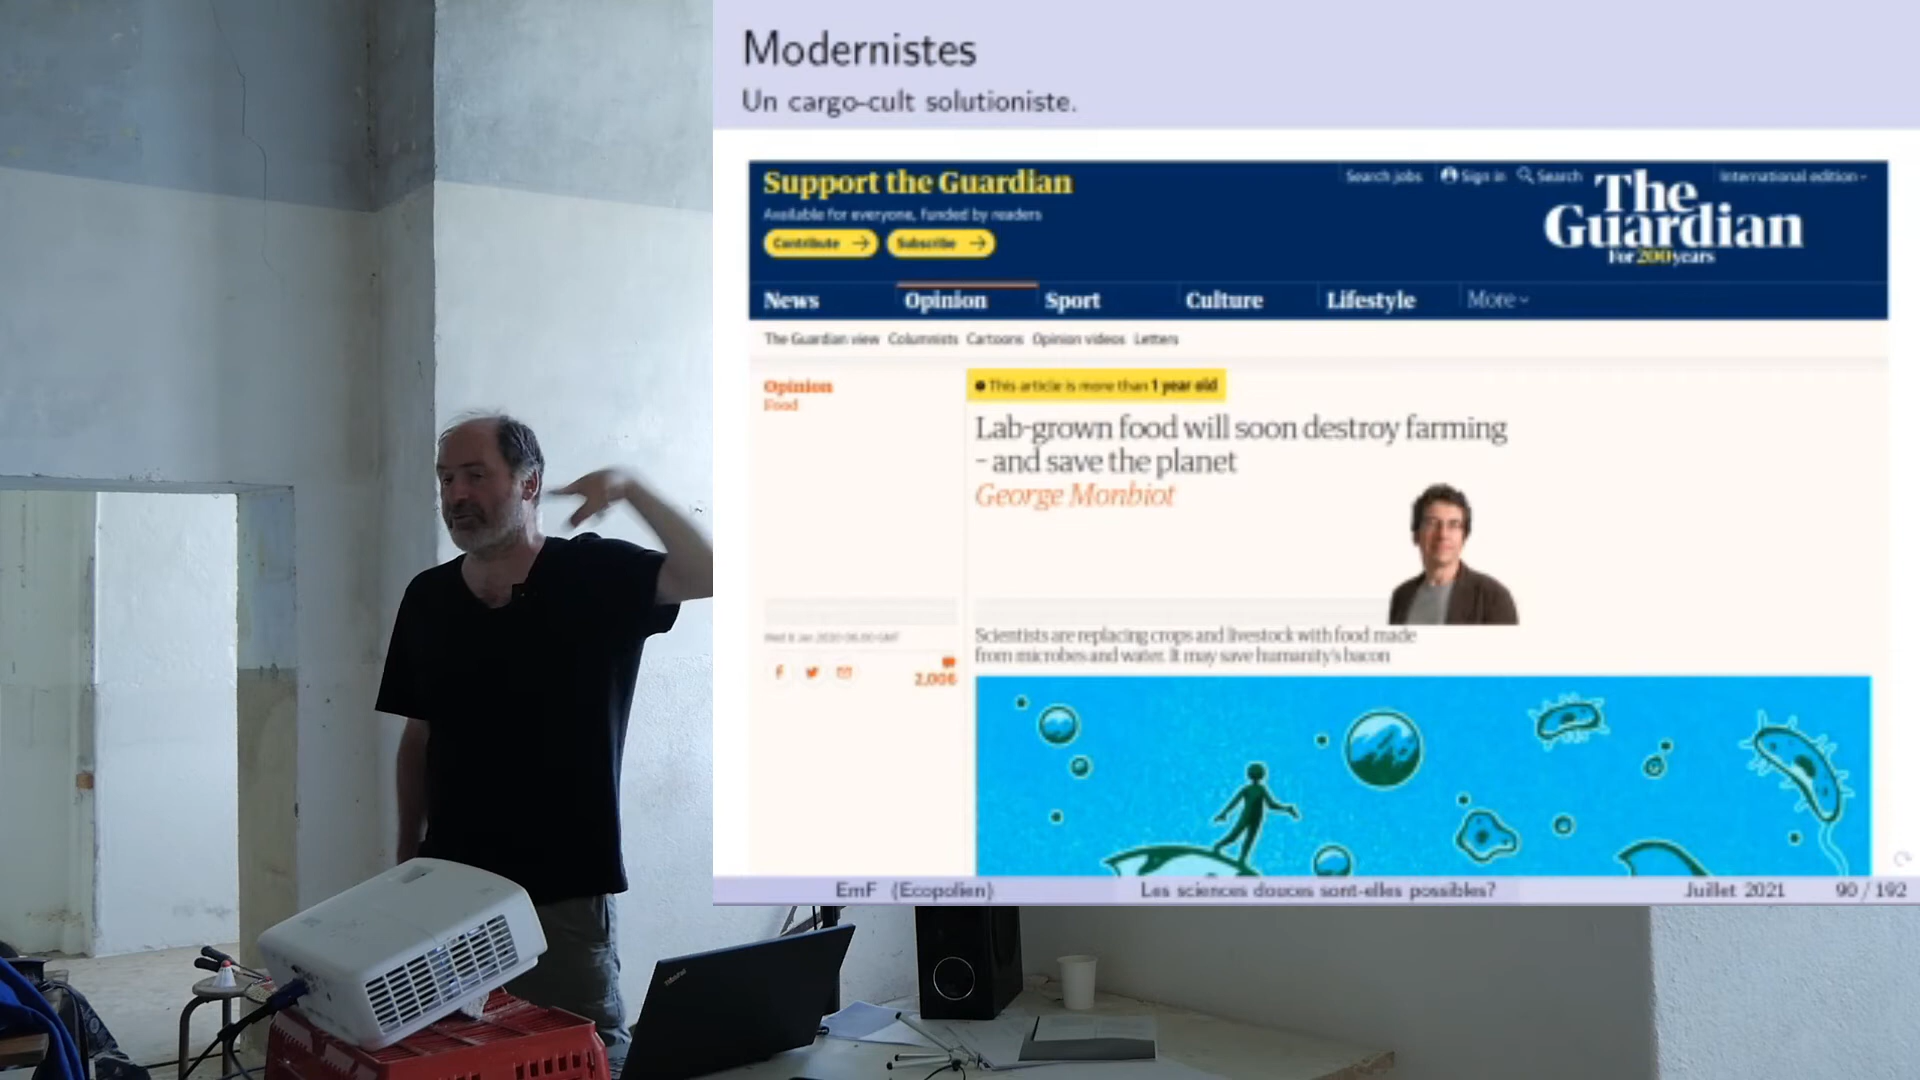 Modernistes
Un cargo-cult solutioniste.
Support the Guardian
Available for everyone, funded by readers
Contribute →
Subscribe →
Search jobs
Sign in
Search
International edition
The
Guardian
For 200 years
News
Opinion
Sport
Culture
Lifestyle
More
The Guardian view
Columnists
Cartoons
Opinion videos
Letters
Opinion
Food
This article is more than 1 year old
Lab-grown food will soon destroy farming
- and save the planet
George Monbiot
Scientists are replacing crops and livestock with food made
from microbes and water. It may save humanity's bacon
2,006
EmF (Ecopolien)
Les sciences douces sont-elles possibles?
Juillet 2021
90 / 192